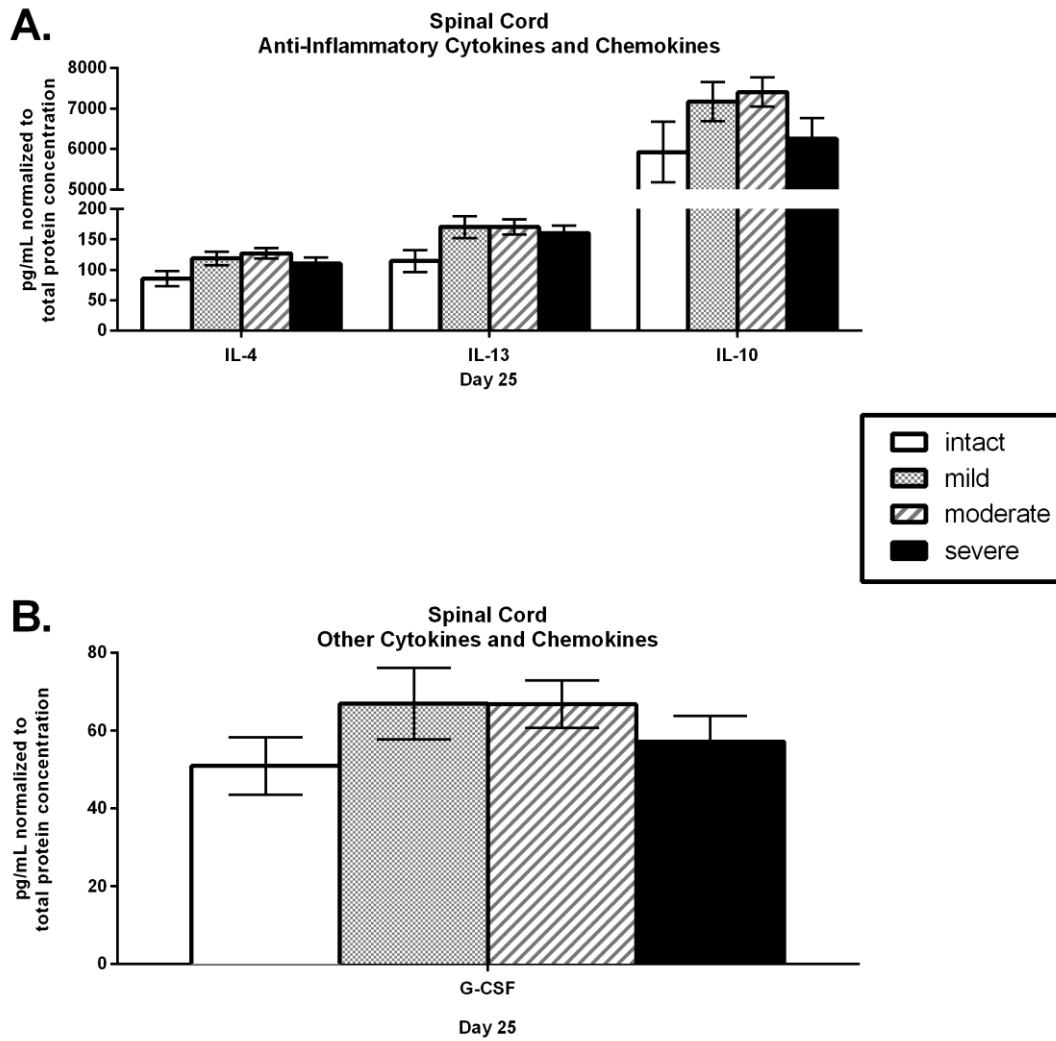 A.
Spinal Cord
Anti-Inflammatory Cytokines and Chemokines
pg/mL normalized to
total protein concentration
8000
7000
6000
5000
200
150
100
50
0
IL-4 IL-13 IL-10
Day 25
intact
mild
moderate
severe
B.
Spinal Cord
Other Cytokines and Chemokines
pg/mL normalized to
total protein concentration
80
60
40
20
0
G-CSF
Day 25